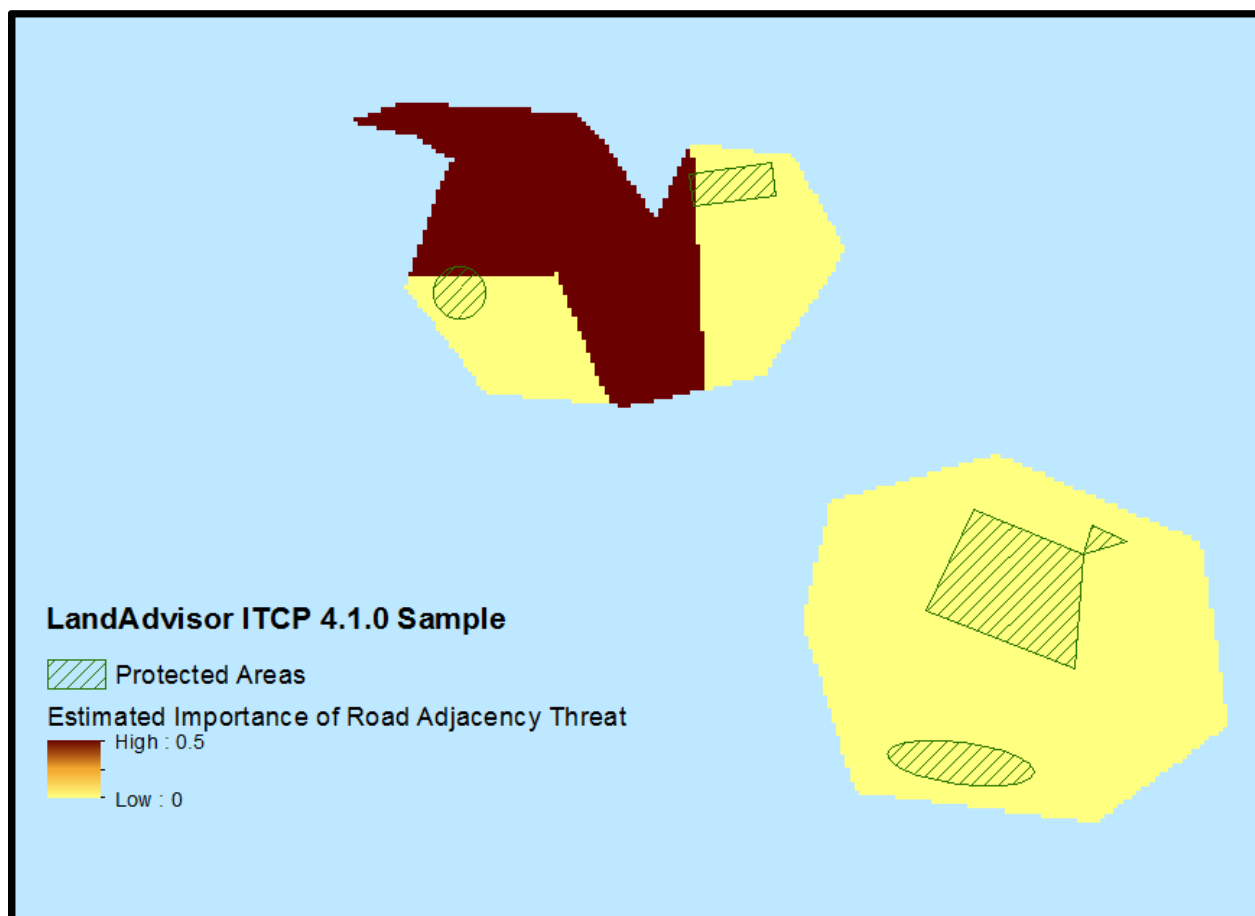 LandAdvisor ITCP 4.1.0 Sample
Protected Areas
Estimated Importance of Road Adjacency Threat
High : 0.5
Low : 0